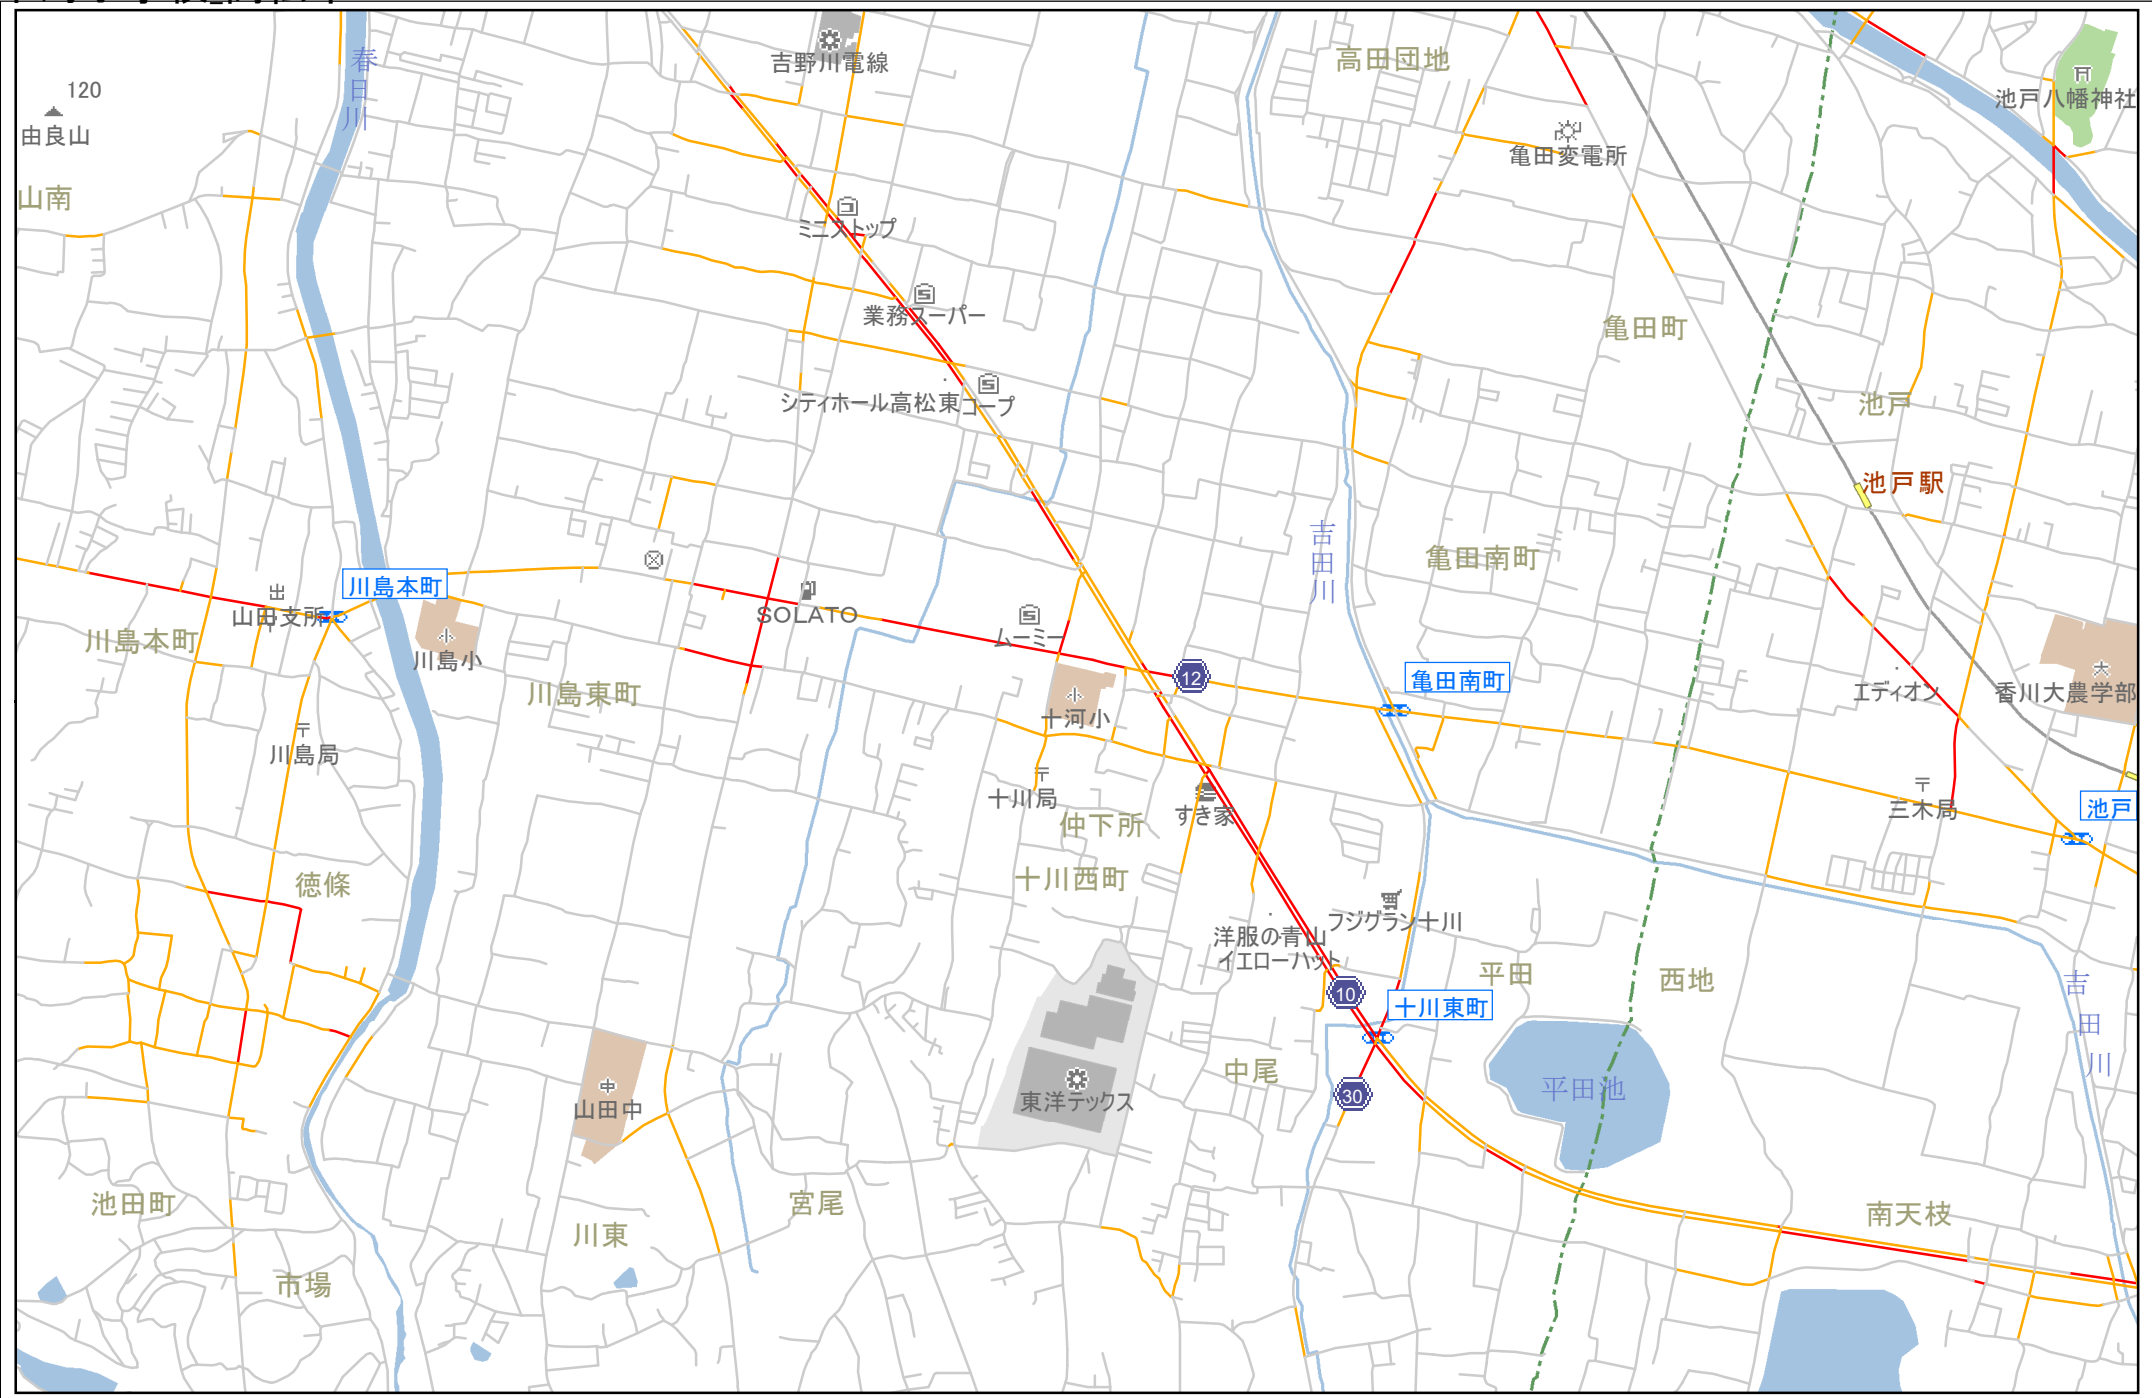 吉野川電線
高田団地
春日川
120
由良山
池戸八幡神社
亀田変電所
山南
ミニストップ
業務スーパー
亀田町
シティホール高松東
コープ
池戸
池戸駅
吉田川
亀田南町
川島本町
山田支所
SOLATO
ムーミー
川島本町
川島小
川島東町
12
亀田南町
エディオン
香川大農学部
十河小
川島局
十川局
すき家
三木局
池戸
仲下所
十川西町
徳條
フジグラン十川
洋服の青山
イエローハット
平田
西地
10
十川東町
吉田川
中尾
平田池
30
東洋テックス
山田中
池田町
宮尾
川東
南天枝
市場